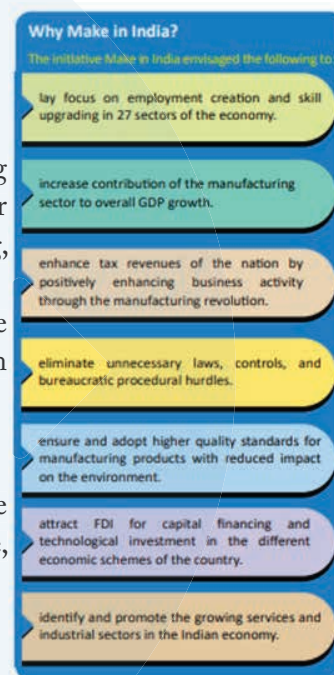 Why Make in India?
The initiative Make in India envisaged the following to
lay focus on employment creation and skill
upgrading in 27 sectors of the economy.
increase contribution of the manufacturing
sector to overall GDP growth.
enhance tax revenues of the nation by
positively enhancing business activity
through the manufacturing revolution.
eliminate unnecessary laws, controls, and
bureaucratic procedural hurdles.
ensure and adopt higher quality standards for
manufacturing products with reduced impact
on the environment.
attract FDI for capital financing and
technological investment in the different
economic schemes of the country.
identify and promote the growing services and
industrial sectors in the Indian economy.